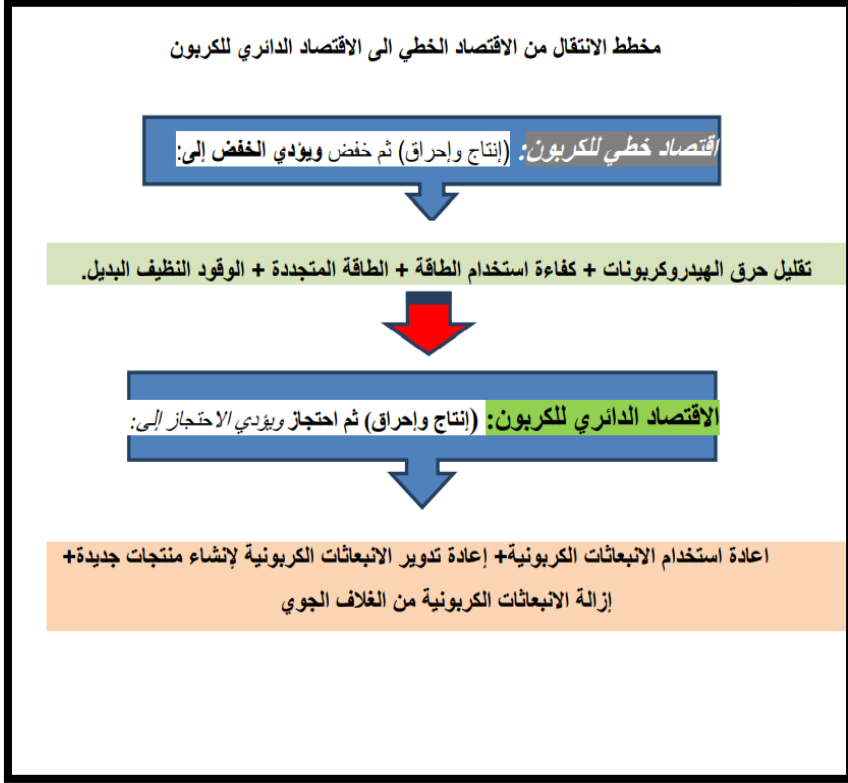 مخطط الانتقال من الاقتصاد الخطي الى الاقتصاد الدائري للكربون
اقتصاد خطي للكربون: (إنتاج وإحراق) ثم خفض ويؤدي الخفض إلى:
تقليل حرق الهيدروكربونات + كفاءة استخدام الطاقة + الطاقة المتجددة + الوقود النظيف البديل.
الاقتصاد الدائري للكربون: (إنتاج وإحراق) ثم احتجاز ويؤدي الاحتجاز إلى:
اعادة استخدام الانبعاثات الكربونية+ إعادة تدوير الانبعاثات الكربونية لإنشاء منتجات جديدة+
إزالة الانبعاثات الكربونية من الغلاف الجوي